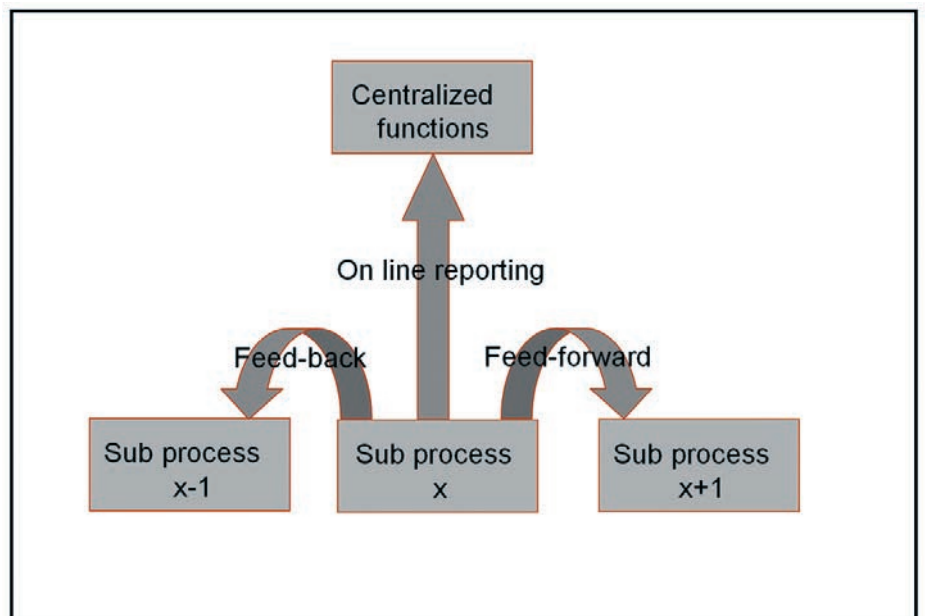 Centralized
functions
On line reporting
Feed-back
Feed-forward
Sub process
x-1
Sub process
x
Sub process
x+1